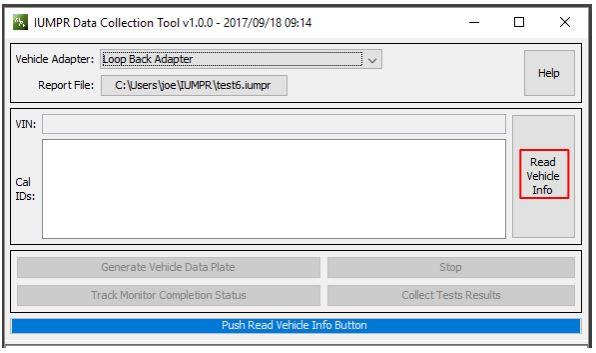 IUMPR Data Collection Tool v1.0.0 - 2017/09/18 09:14
Vehicle Adapter: Loop Back Adapter
Report File: C:\Users\joe\IUMPR\test6.iumpr
Help
VIN:
Cal
IDs:
Read
Vehicle
Info
Generate Vehicle Data Plate
Stop
Track Monitor Completion Status
Collect Tests Results
Push Read Vehicle Info Button